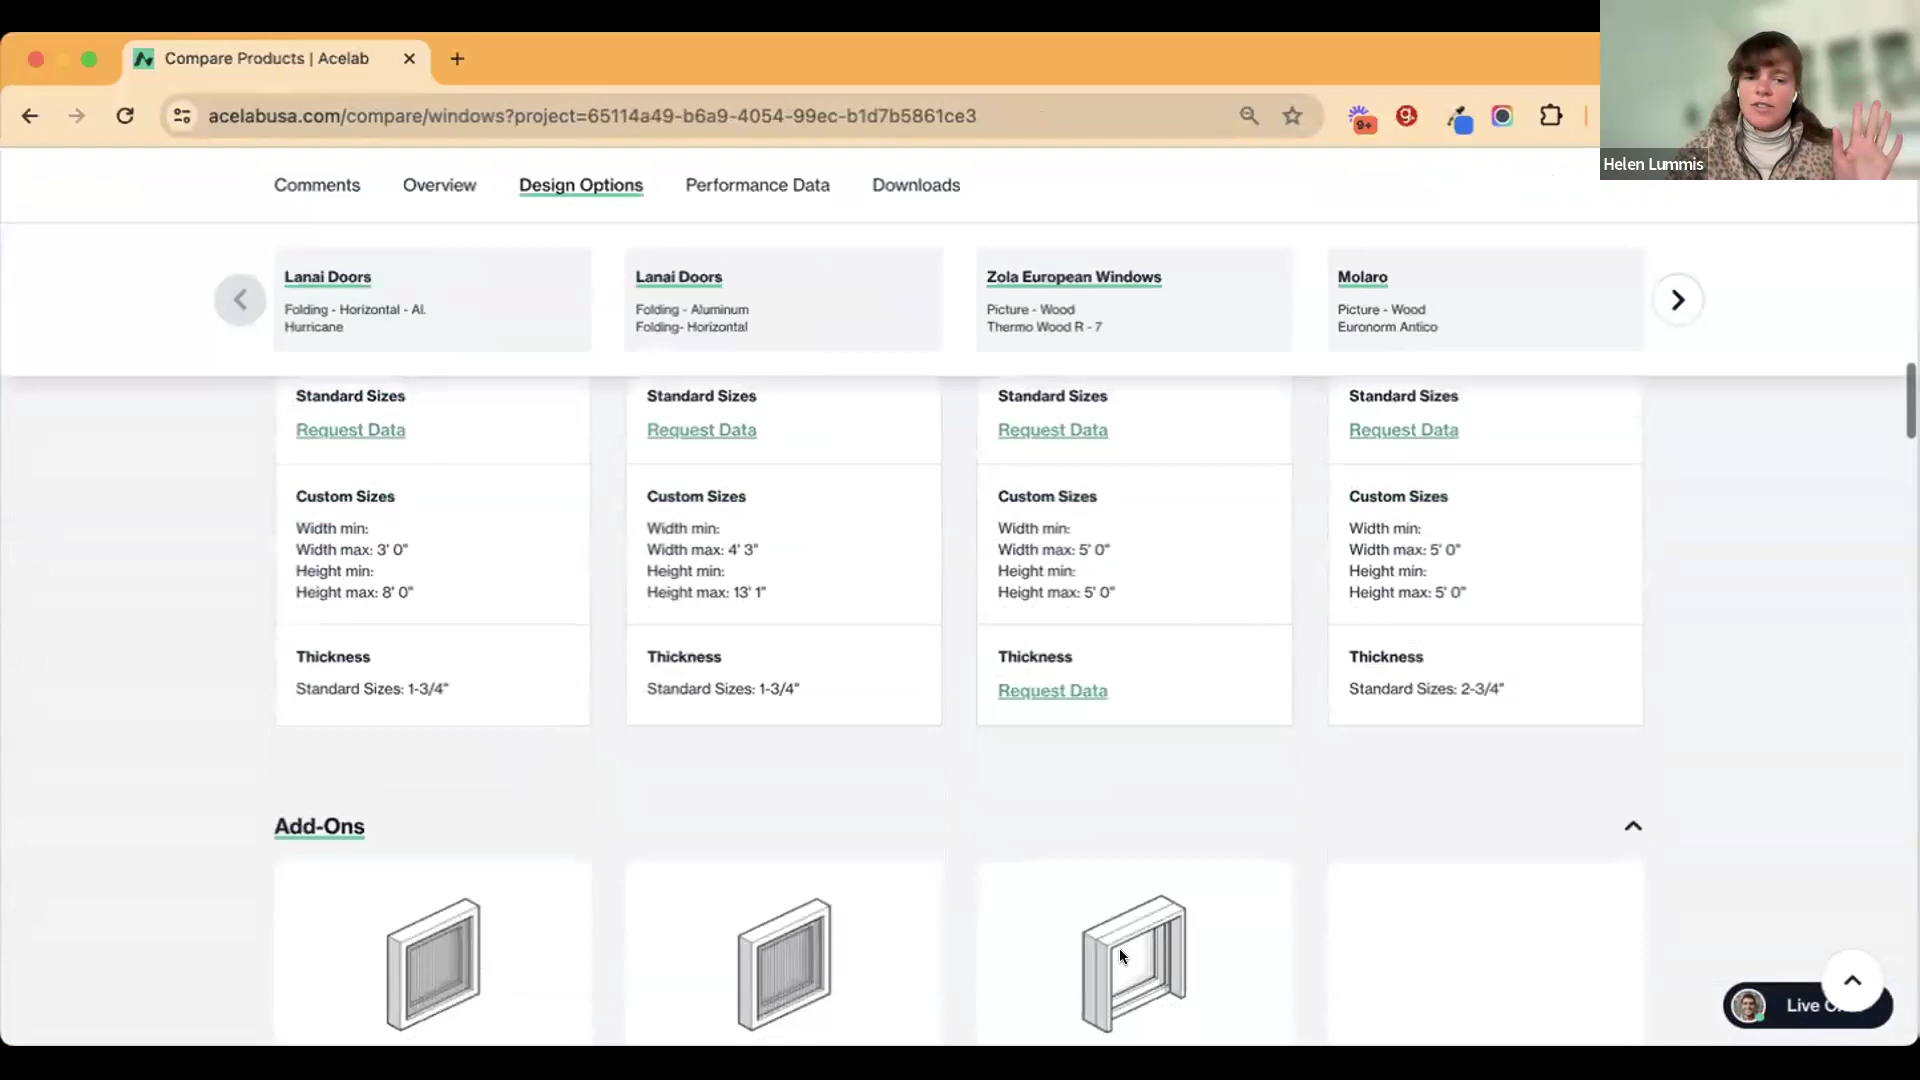 Compare Products | Acelab
acelabusa.com/compare/windows?project=65114a49-b6a9-4054-99ec-b1d7b5861ce3
9+
g.
Helen Lummis
Comments Overview Design Options Performance Data Downloads
Lanai Doors
Folding - Horizontal - Al.
Hurricane
Lanai Doors
Folding - Aluminum
Folding- Horizontal
Zola European Windows
Picture - Wood
Thermo Wood R - 7
Molaro
Picture - Wood
Euronorm Antico
Standard Sizes Standard Sizes Standard Sizes Standard Sizes
Request Data Request Data Request Data Request Data
Custom Sizes Custom Sizes Custom Sizes Custom Sizes
Width min: Width min: Width min: Width min:
Width max: 3' 0" Width max: 4' 3" Width max: 5' 0" Width max: 5' 0"
Height min: Height min: Height min: Height min:
Height max: 8' 0" Height max: 13' 1" Height max: 5' 0" Height max: 5' 0"
Thickness Thickness Thickness Thickness
Standard Sizes: 1-3/4" Standard Sizes: 1-3/4" Request Data Standard Sizes: 2-3/4"
Add-Ons
Live